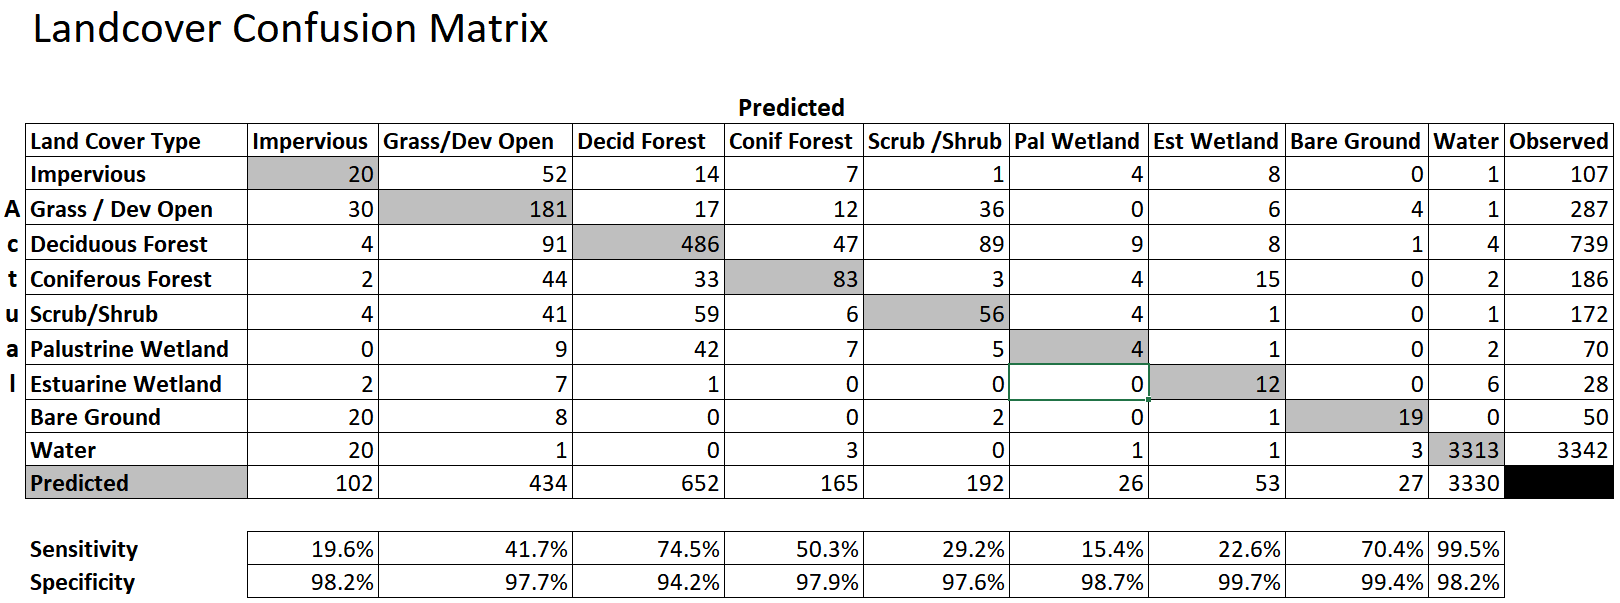 Landcover Confusion Matrix
Predicted
Land Cover Type Impervious Grass/Dev Open Decid Forest Conif Forest Scrub /Shrub Pal Wetland Est Wetland Bare Ground Water Observed
Impervious 20 52 14 7 1 4 8 0 1 107
A Grass / Dev Open 30 181 17 12 36 0 6 4 1 287
c Deciduous Forest 4 91 486 47 89 9 8 1 4 739
t Coniferous Forest 2 44 33 83 3 4 15 0 2 186
u Scrub/Shrub 4 41 59 6 56 4 1 0 1 172
a Palustrine Wetland 0 9 42 7 5 4 1 0 2 70
l Estuarine Wetland 2 7 1 0 0 0 12 0 6 28
Bare Ground 20 8 0 0 2 0 1 19 0 50
Water 20 1 0 3 0 1 1 3 3313 3342
Predicted 102 434 652 165 192 26 53 27 3330
Sensitivity 19.6% 41.7% 74.5% 50.3% 29.2% 15.4% 22.6% 70.4% 99.5%
Specificity 98.2% 97.7% 94.2% 97.9% 97.6% 98.7% 99.7% 99.4% 98.2%